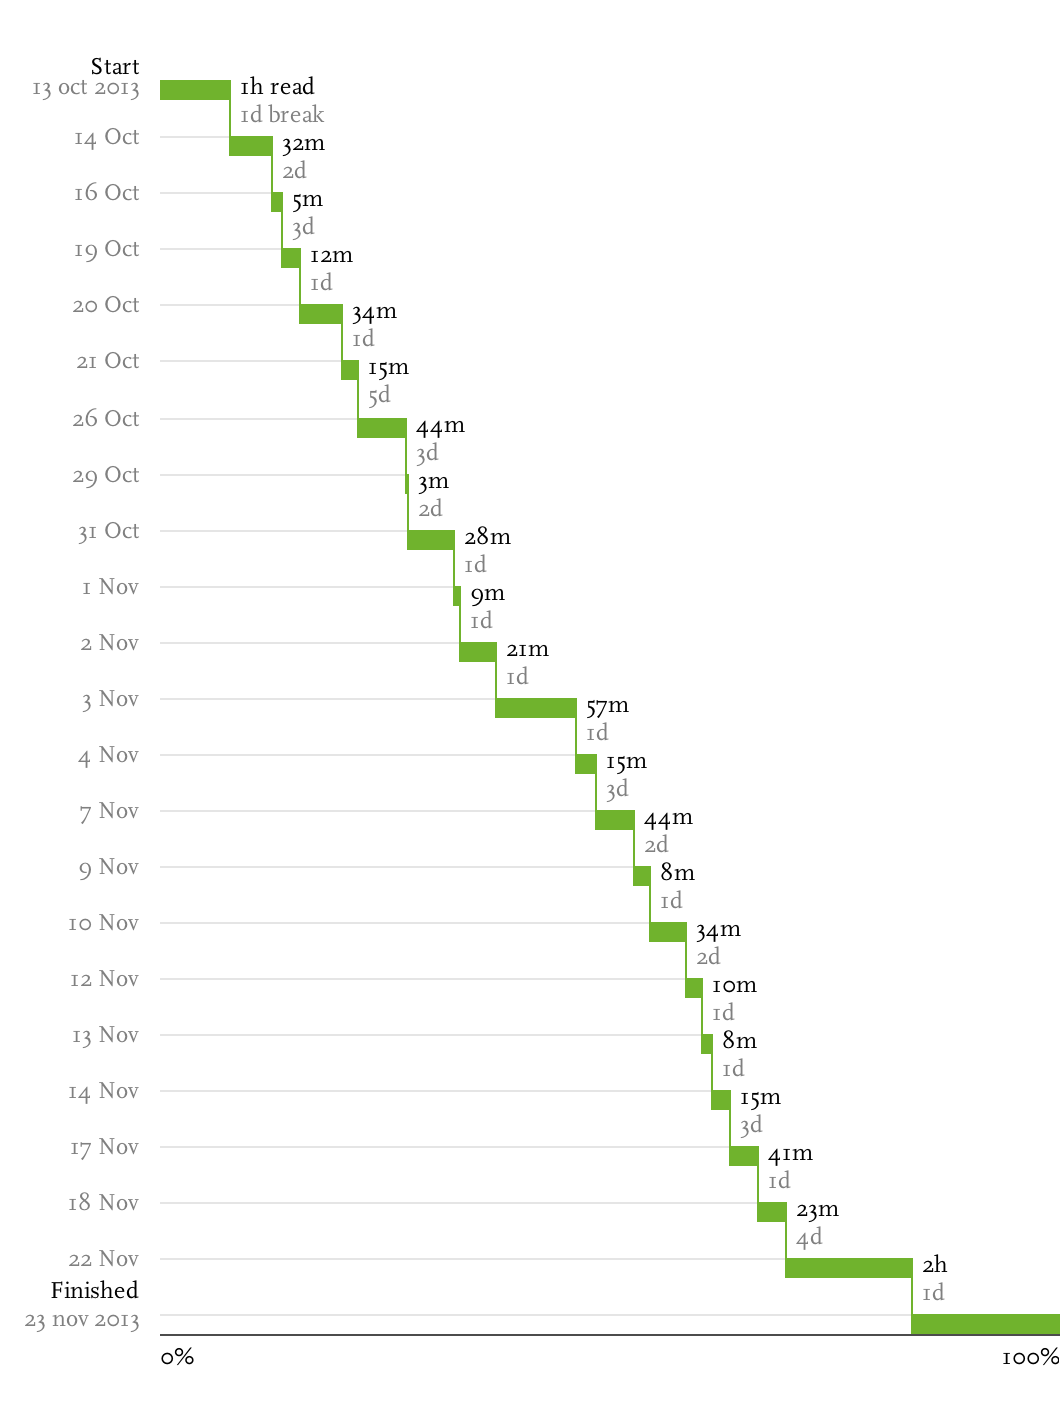 Start
13 oct 2013
1h read
1d break
14 Oct
32m
2d
16 Oct
5m
3d
19 Oct
12m
1d
20 Oct
34m
1d
21 Oct
15m
5d
26 Oct
44m
3d
29 Oct
3m
2d
31 Oct
28m
1d
1 Nov
9m
1d
2 Nov
21m
1d
3 Nov
57m
1d
4 Nov
15m
3d
7 Nov
44m
2d
9 Nov
8m
1d
10 Nov
34m
2d
12 Nov
10m
1d
13 Nov
8m
1d
14 Nov
15m
3d
17 Nov
41m
1d
18 Nov
23m
4d
22 Nov
2h
1d
Finished
23 nov 2013
0%
100%